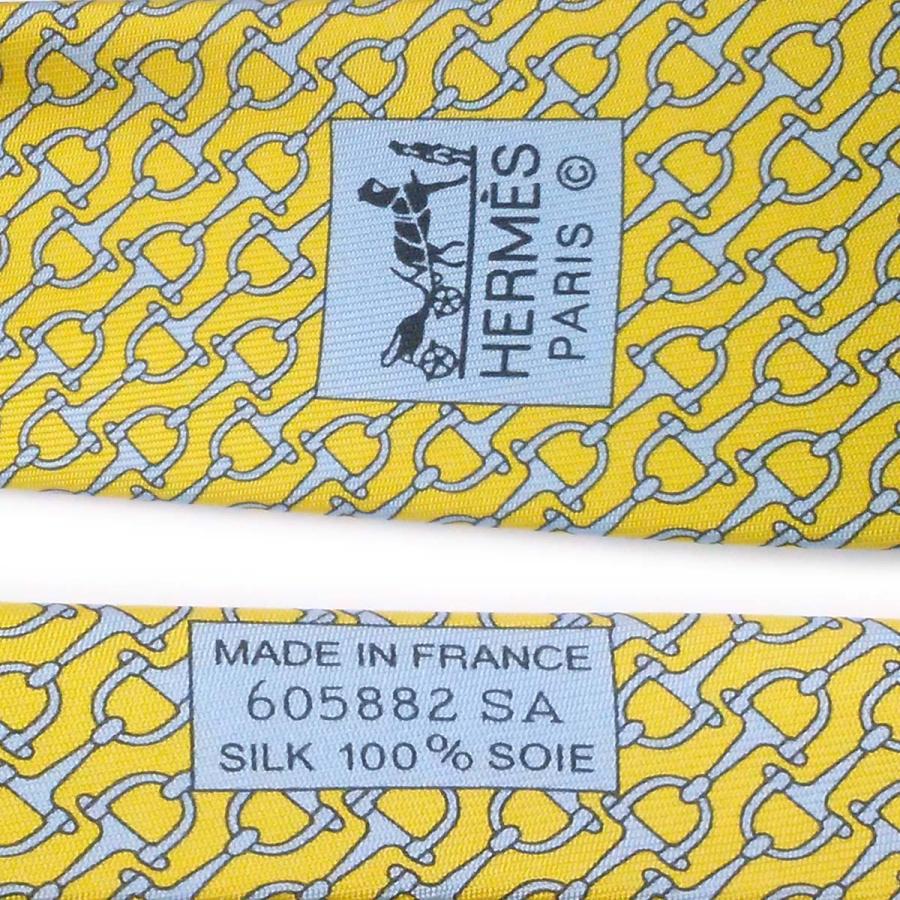 HERMÈS
PARIS ©
MADE IN FRANCE
605882 SA
SILK 100% SOIE